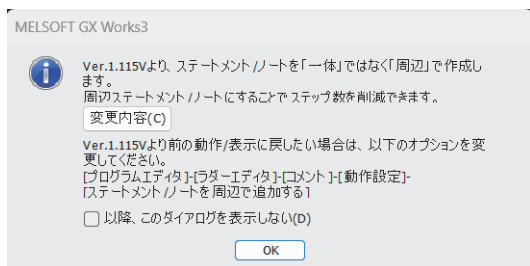 MELSOFT GX Works3
Ver.1.115Vより、ステートメント/ノートを「一体」ではなく「周辺」で作成し
ます。
周辺ステートメント/ノートにすることでステップ数を削減できます。
変更内容(C)
Ver.1.115Vより前の動作/表示に戻したい場合は、以下のオプションを変
更してください。
[プログラムエディタ]-[ラダーエディタ]-[コメント]-[動作設定]-
[ステートメント/ノートを周辺で追加する]
以降、このダイアログを表示しない(D)
OK